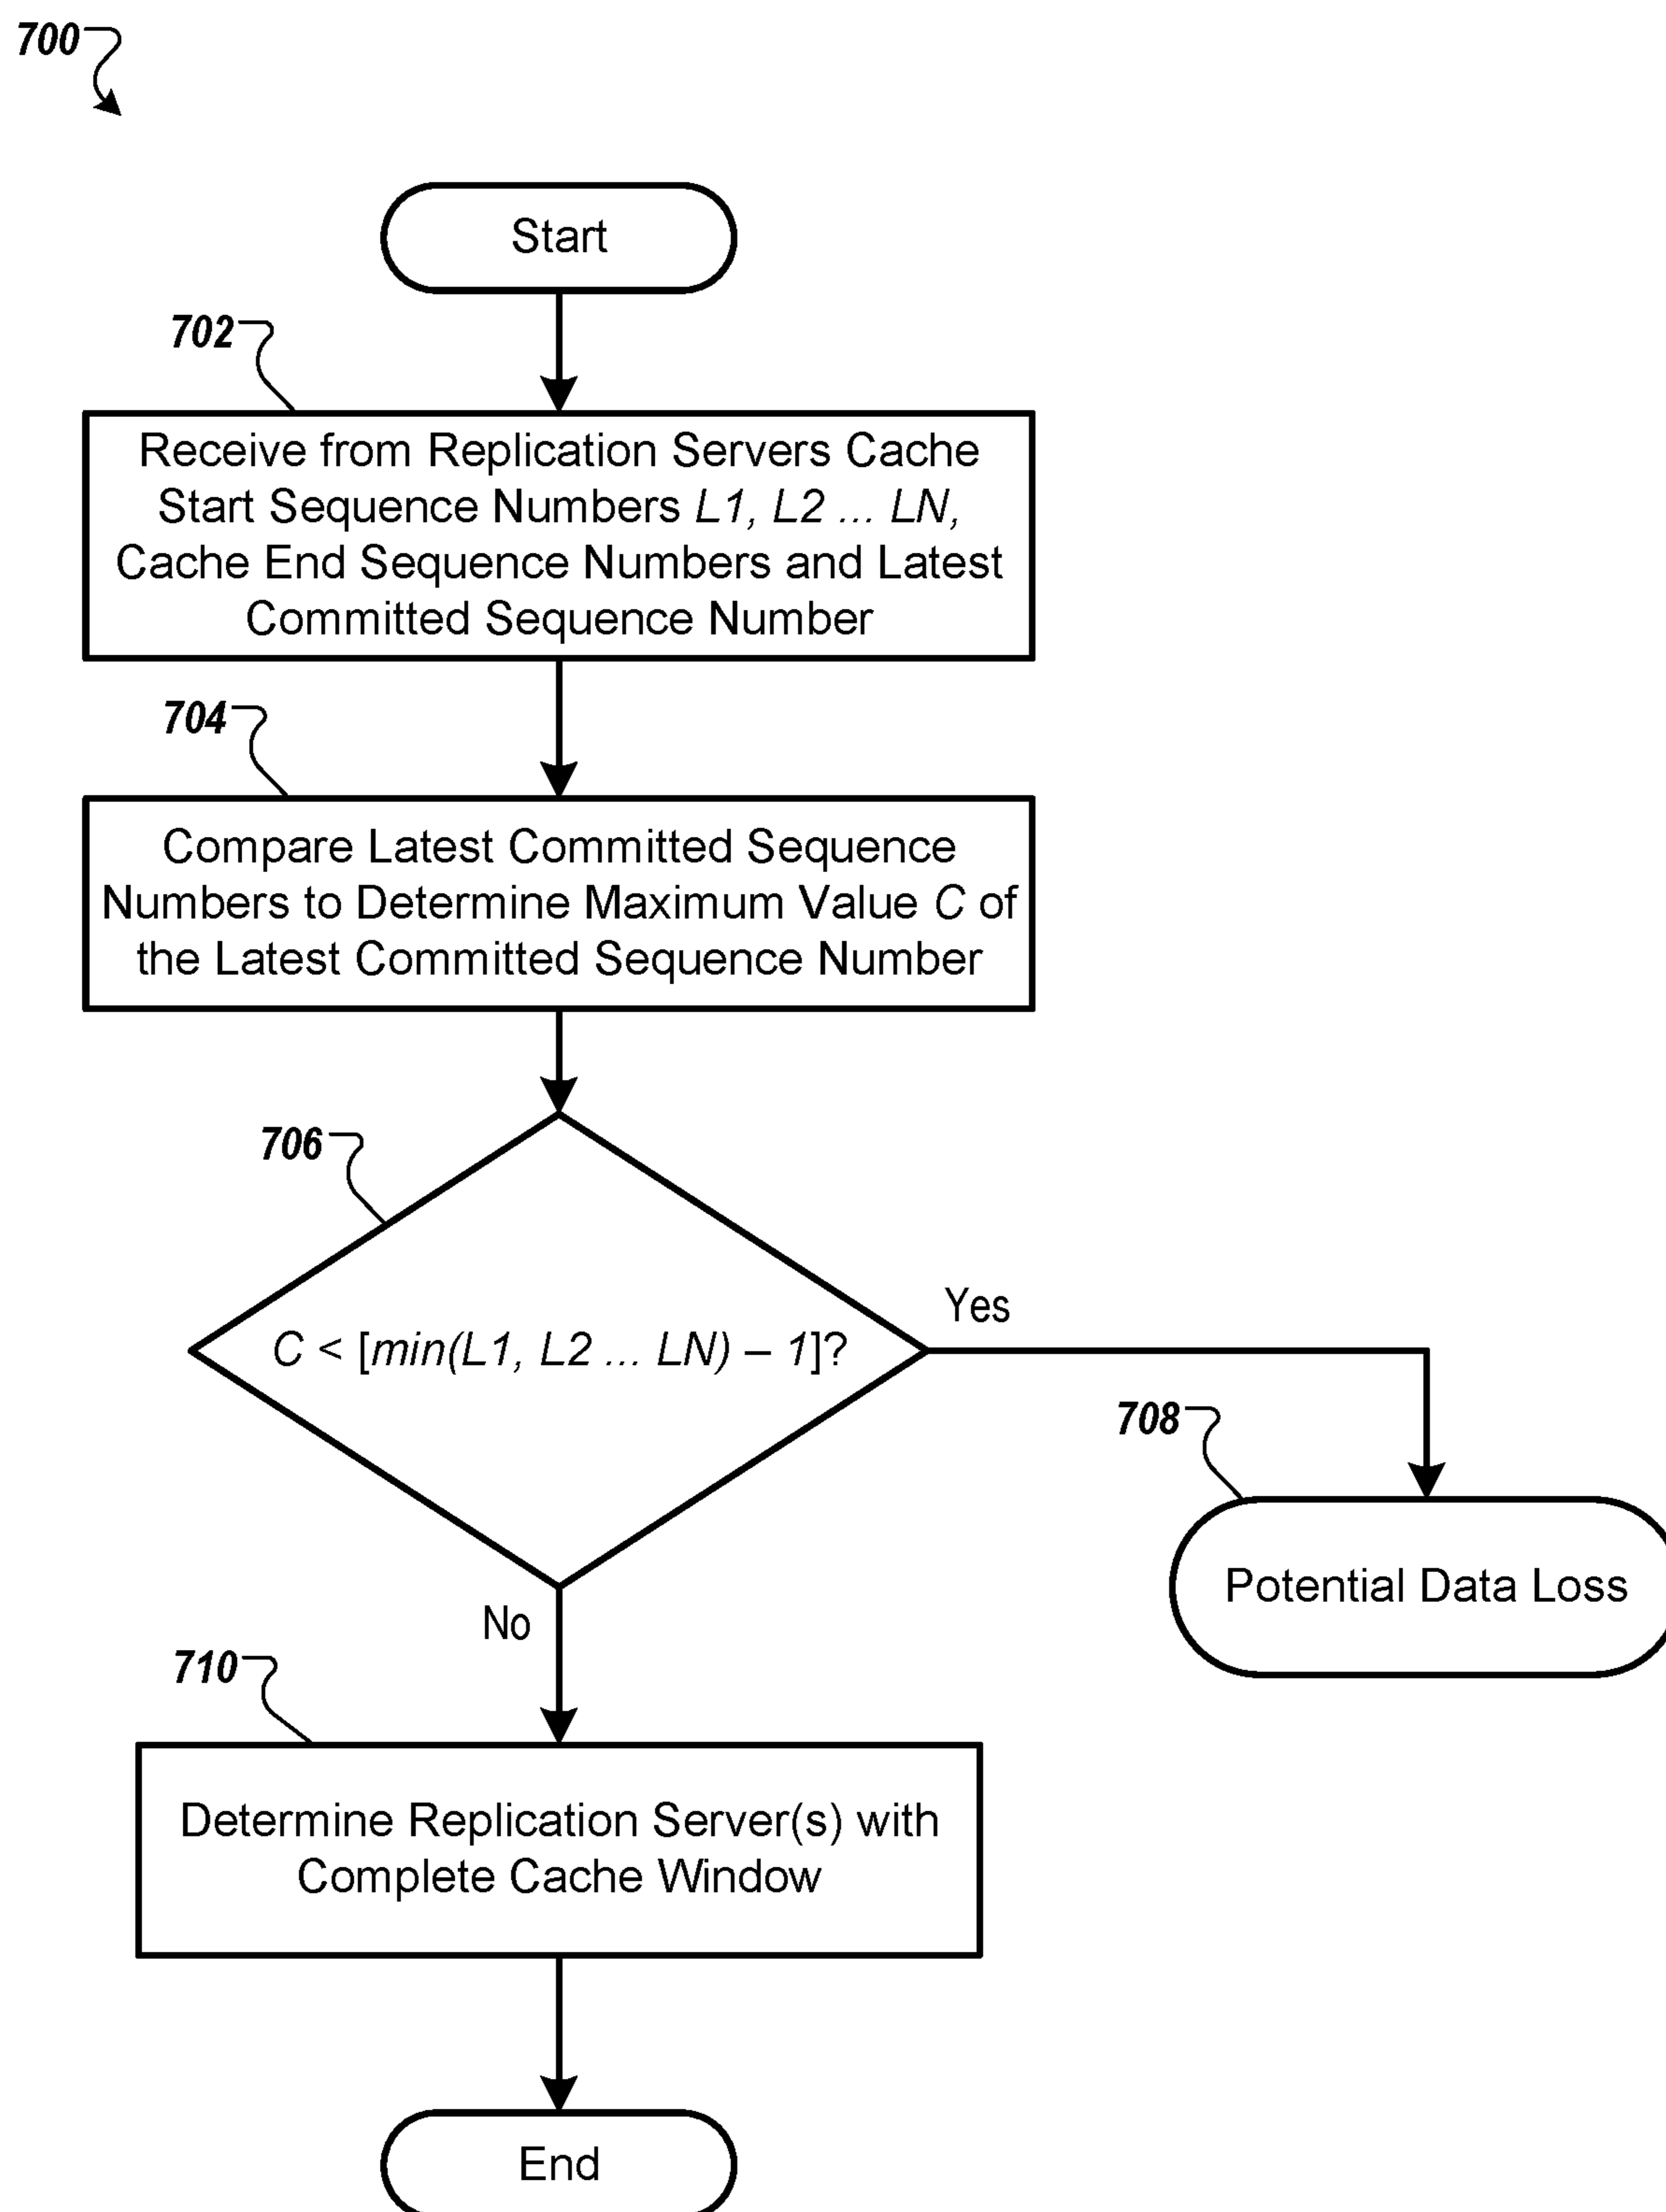 700
Start
702
Receive from Replication Servers Cache
Start Sequence Numbers L1, L2 ... LN,
Cache End Sequence Numbers and Latest
Committed Sequence Number
704
Compare Latest Committed Sequence
Numbers to Determine Maximum Value C of
the Latest Committed Sequence Number
706
C < [min(L1, L2 ... LN) – 1]?
Yes
708
Potential Data Loss
No
710
Determine Replication Server(s) with
Complete Cache Window
End